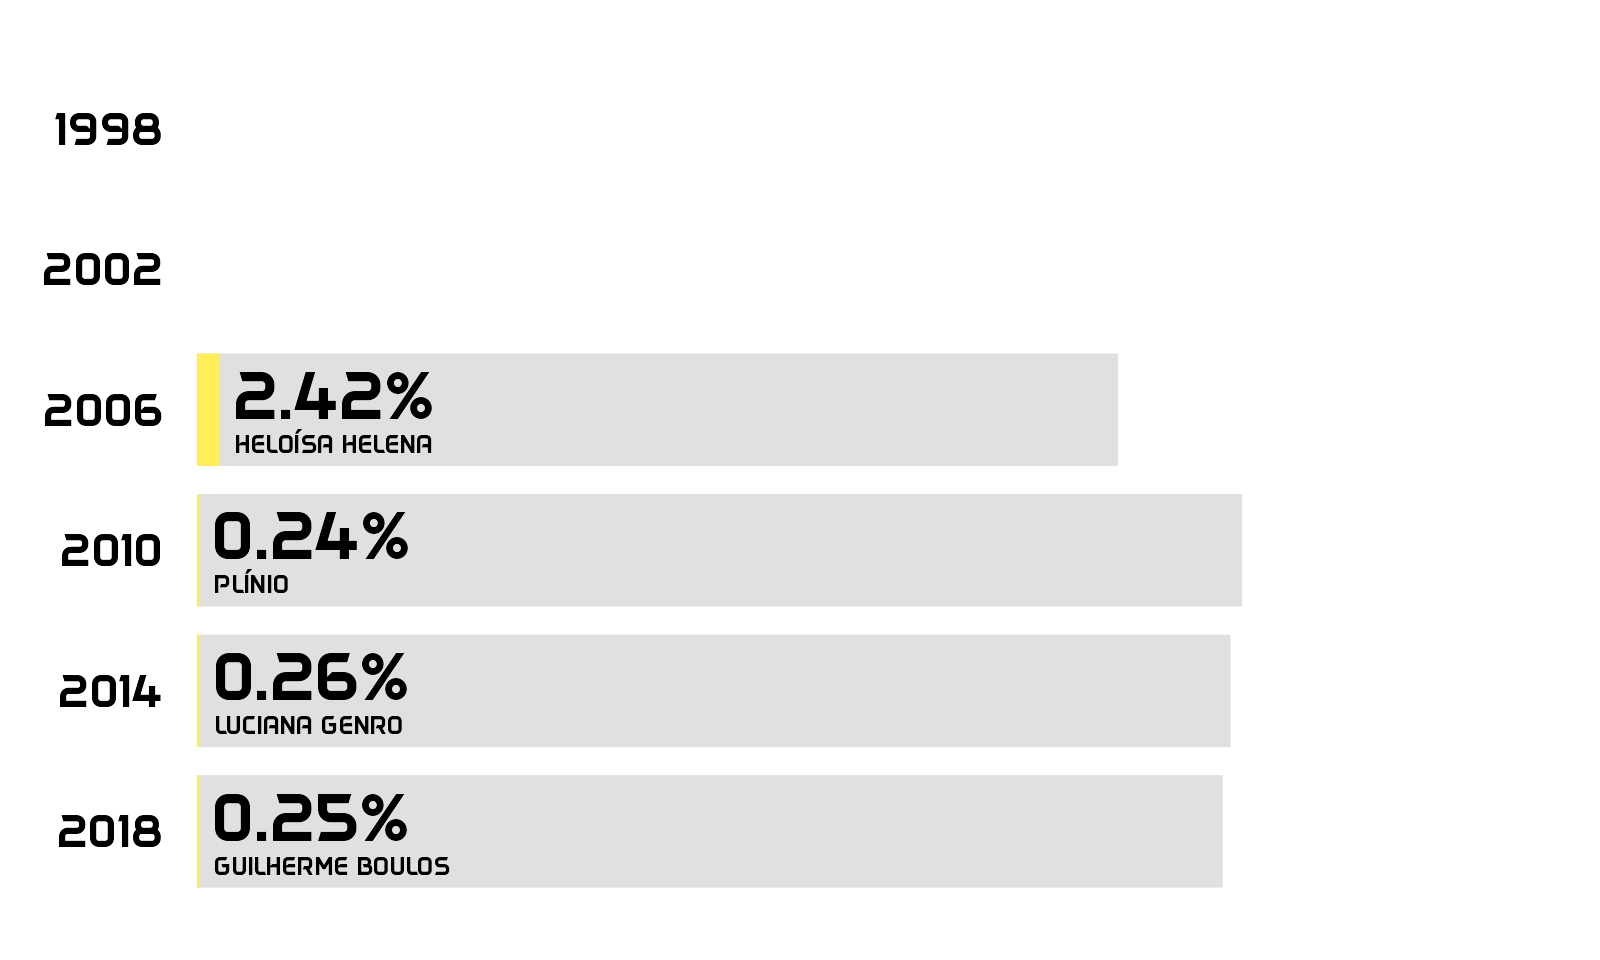 1998
2002
2006
2.42%
HELOÍSA HELENA
2010
0.24%
PLÍNIO
2014
0.26%
LUCIANA GENRO
2018
0.25%
GUILHERME BOULOS